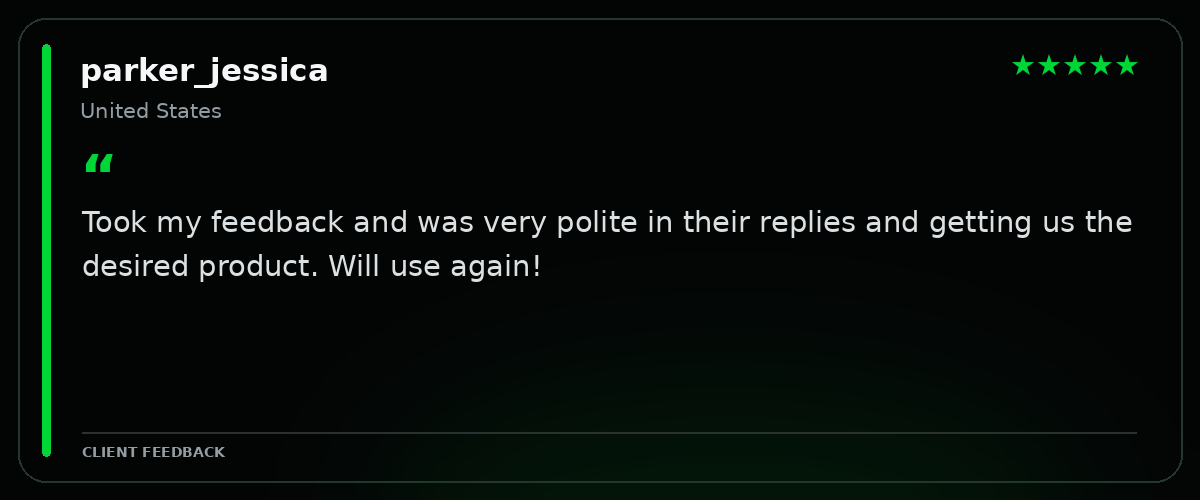 parker_jessica
★★★★★
United States
“
Took my feedback and was very polite in their replies and getting us the
desired product. Will use again!
CLIENT FEEDBACK